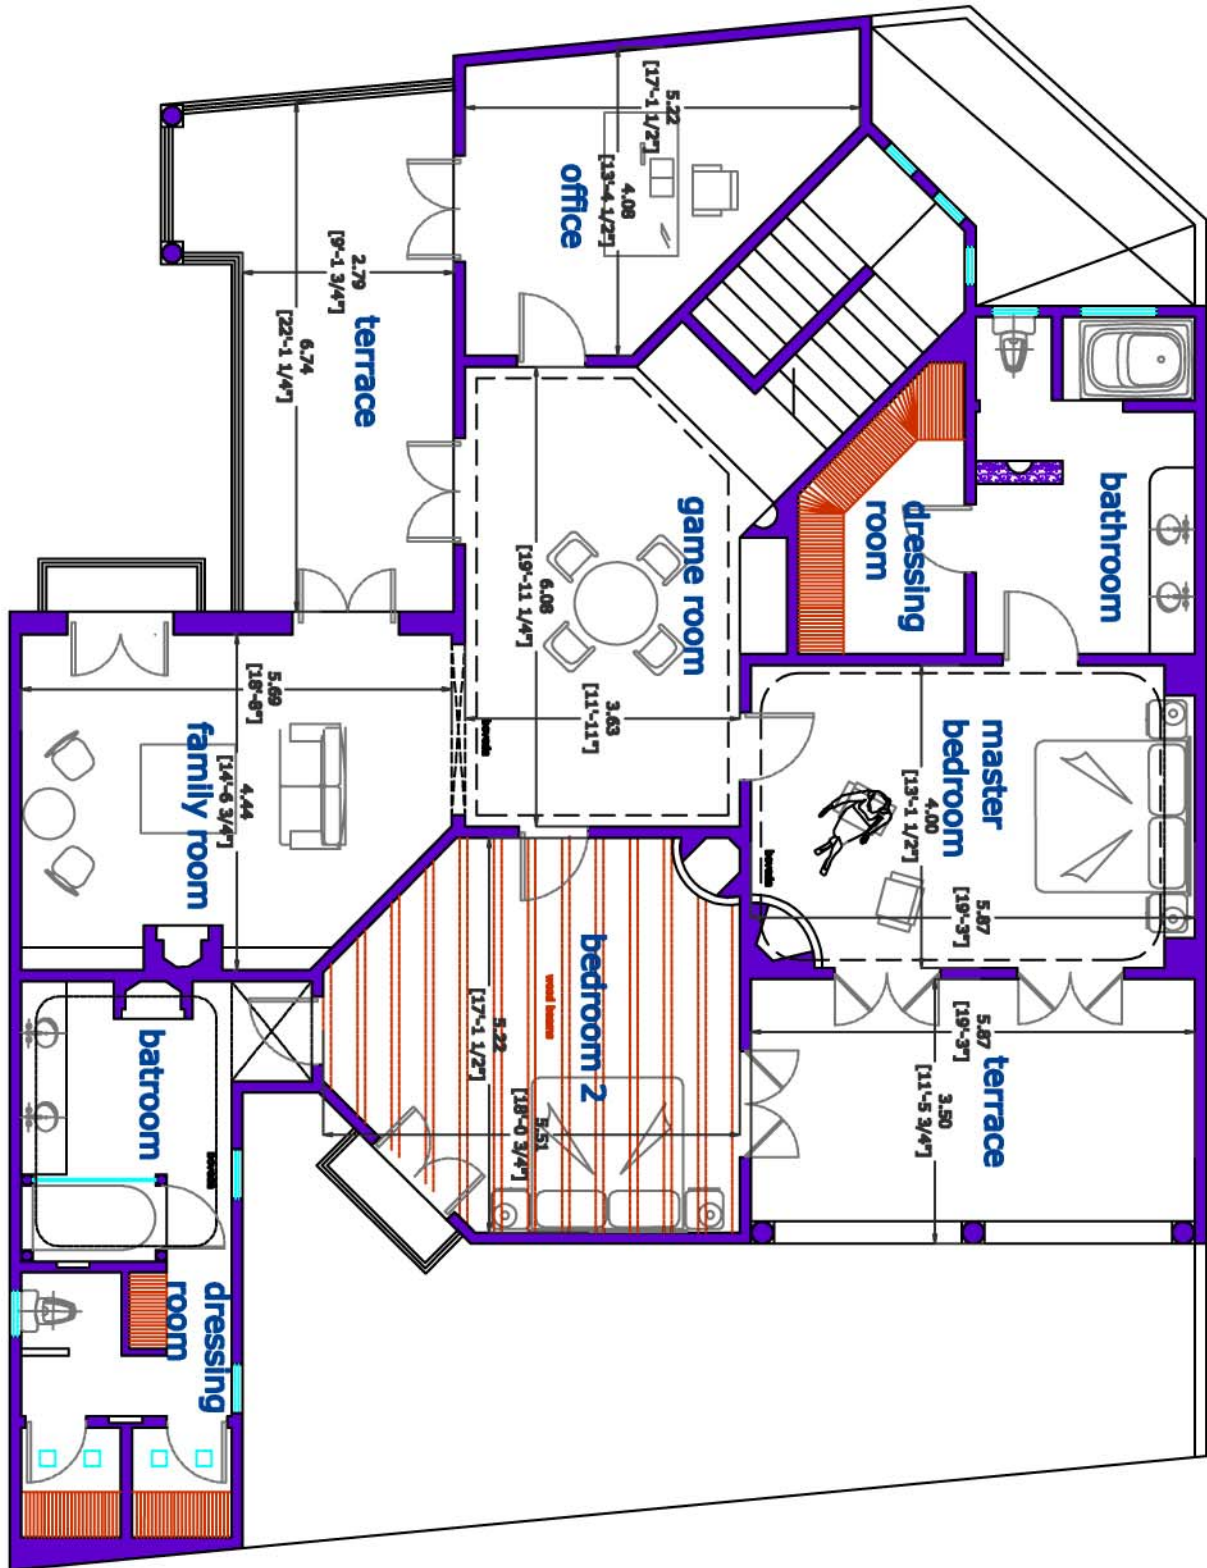 bathroom
dressing
room
master
bedroom
4.00
[13'-1 1/2"]
5.87
[19'-3"]
5.87
[19'-3"]
terrace
3.50
[11'-5 3/4"]
5.22
[17'-1 1/2"]
4.08
[13'-4 1/2"]
office
game room
6.08
[19'-11 1/4"]
3.63
[11'-11"]
bedroom 2
wood beams
5.22
[17'-1 1/2"]
5.51
[18'-0 3/4"]
2.79
[9'-1 3/4"]
terrace
6.74
[22'-1 1/4"]
5.69
[18'-8"]
family room
4.44
[14'-6 3/4"]
batroom
dressing
room